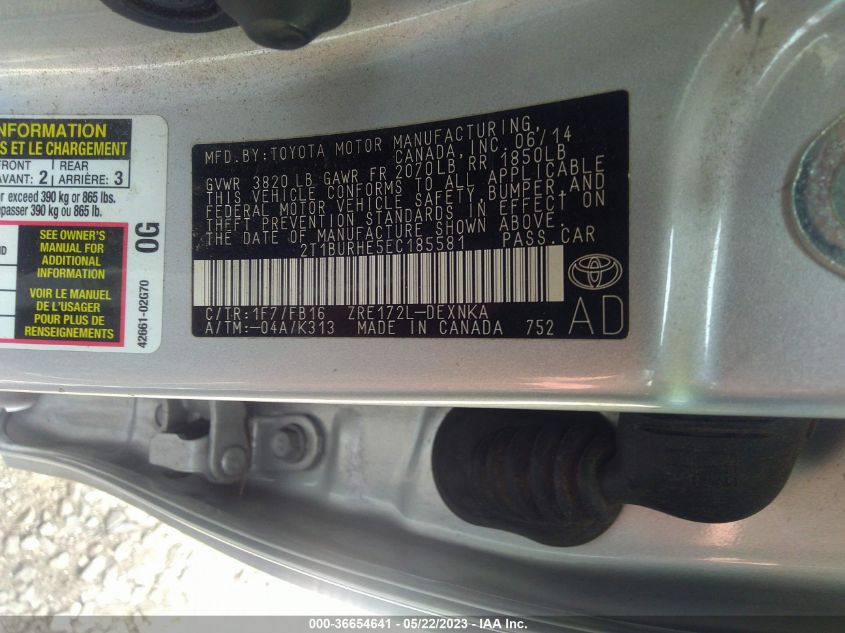 INFORMATION
S ET LE CHARGEMENT
FRONT
AVANT: 2
REAR
ARRIÈRE: 3
r exceed 390 kg or 865 lbs.
passer 390 kg ou 865 lb.
SEE OWNER'S
MANUAL FOR
ADDITIONAL
INFORMATION
VOIR LE MANUEL
DE L'USAGER
POUR PLUS DE
RENSEIGNEMENTS
0G
42661-02G70
MFD.BY:TOYOTA MOTOR MANUFACTURING,
CANADA,INC.06/14
GVWR 3820 LB GAWR FR 2020LB RR 1850LB
THIS VEHICLE CONFORMS TO ALL APPLICABLE
FEDERAL MOTOR VEHICLE SAFETY,BUMPER,AND
THEFT PREVENTION STANDARDS IN EFFECT ON
THE DATE OF MANUFACTURE SHOWN ABOVE.
2T1BURHE5EC185581 PASS.CAR
C/TR:1F7/FB16 ZRE172L-DEXNKA
A/TM:-04A/K313 MADE IN CANADA 752
AD
000-36654641 - 05/22/2023 - IAA Inc.